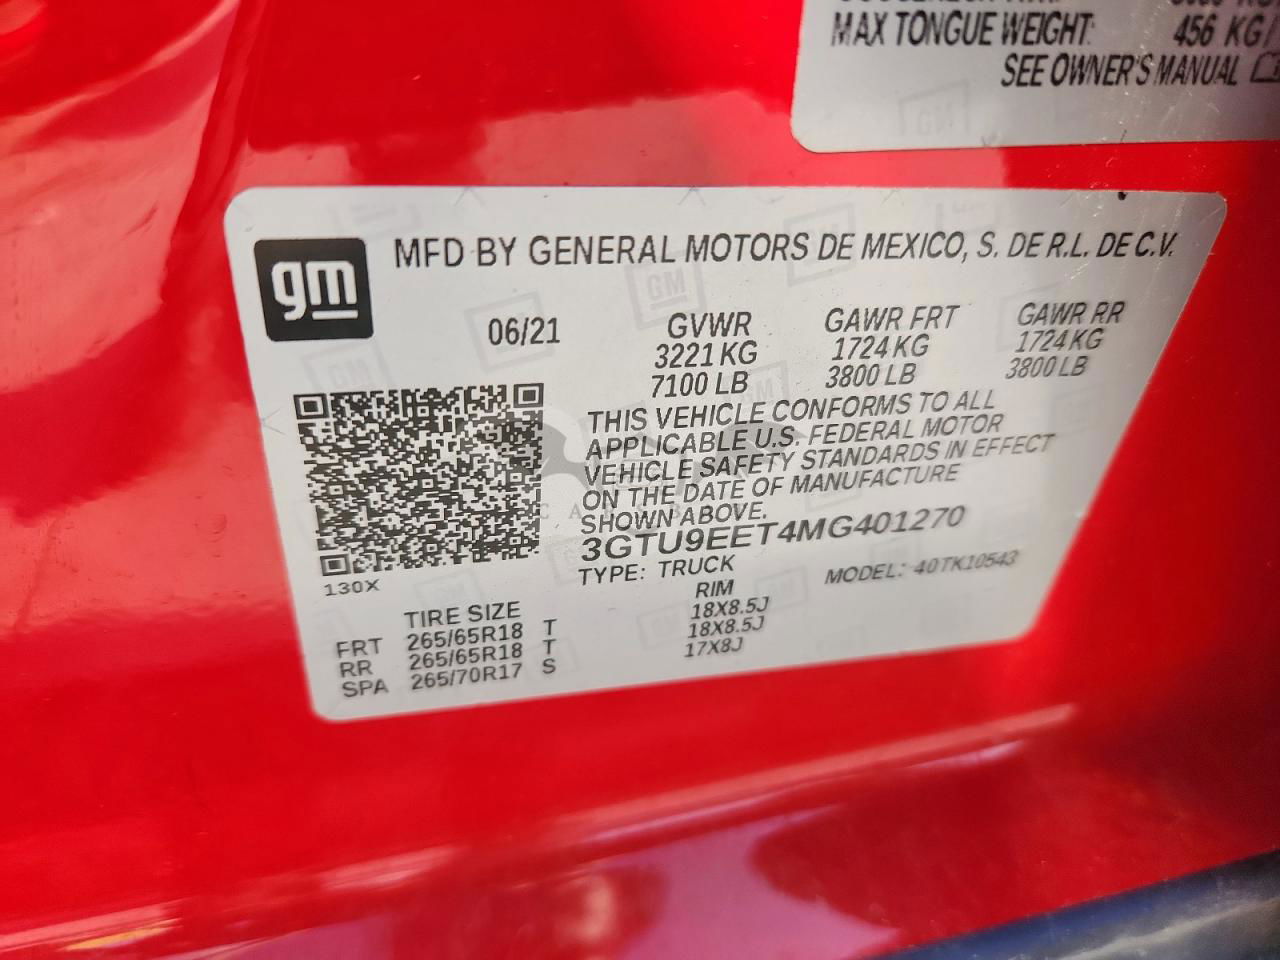 MAX TONGUE WEIGHT: 456 KG/
SEE OWNER'S MANUAL
gm
MFD BY GENERAL MOTORS DE MEXICO, S. DE R.L. DE C.V.
06/21 GVWR GAWR FRT GAWR RR
3221 KG 1724 KG 1724 KG
7100 LB 3800 LB 3800 LB
THIS VEHICLE CONFORMS TO ALL
APPLICABLE U.S. FEDERAL MOTOR
VEHICLE SAFETY STANDARDS IN EFFECT
ON THE DATE OF MANUFACTURE
SHOWN ABOVE.
3GTU9EET4MG401270
130X TYPE: TRUCK MODEL: 40TK10543
TIRE SIZE RIM
FRT 265/65R18 T 18X8.5J
RR 265/65R18 T 18X8.5J
SPA 265/70R17 S 17X8J